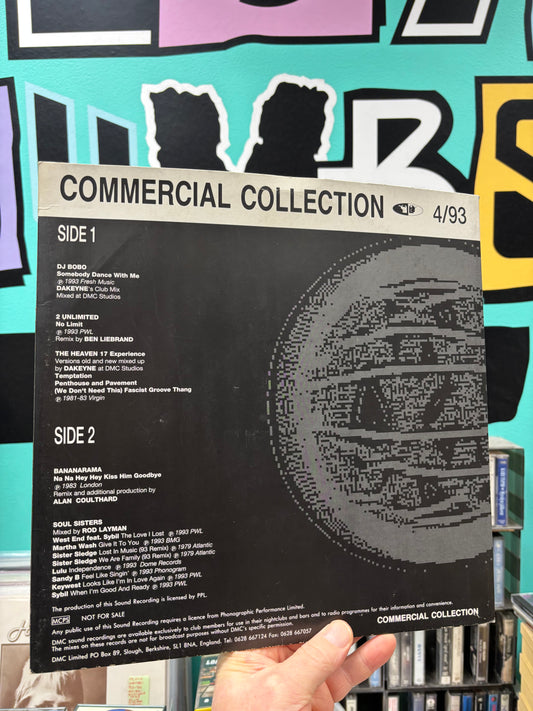 COMMERCIAL COLLECTION 4/93
SIDE 1
DJ BOBO
Somebody Dance With Me
℗ 1993 Fresh Music
DAKEYNE's Club Mix
Mixed at DMC Studios
2 UNLIMITED
No Limit
℗ 1993 PWL
Remix by BEN LIEBRAND
THE HEAVEN 17 Experience
Versions old and new mixed up
by DAKEYNE at DMC Studios
Temptation
Penthouse and Pavement
(We Don't Need This) Fascist Groove Thang
℗ 1981-83 Virgin
SIDE 2
BANANARAMA
Na Na Hey Hey Kiss Him Goodbye
℗ 1983 London
Remix and additional production by
ALAN COULTHARD
SOUL SISTERS
Mixed by ROD LAYMAN
West End feat. Sybil The Love I Lost ℗ 1993 PWL
Martha Wash Give It To You ℗ 1993 BMG
Sister Sledge Lost In Music (93 Remix) ℗ 1979 Atlantic
Sister Sledge We Are Family (93 Remix) ℗ 1979 Atlantic
Lulu Independence ℗ 1993 Dome Records
Sandy B Feel Like Singin' ℗ 1993 Phonogram
Keywest Looks Like I'm In Love Again ℗ 1993 PWL
Sybil When I'm Good And Ready ℗ 1993 PWL
The production of this Sound Recording is licensed by PPL.
MCPS NOT FOR SALE
Any public use of this Sound Recording requires a licence from Phonographic Performance Limited.
DMC sound recordings are available exclusively to club members for use in their nightclubs and bars and to radio programmes for their information and convenience.
The mixes on these records are not for broadcast purposes without DMC's specific permission.
DMC Limited PO Box 89, Slough, Berkshire, SL1 8NA, England. Tel: 0628 667124 Fax: 0628 667057
COMMERCIAL COLLECTION